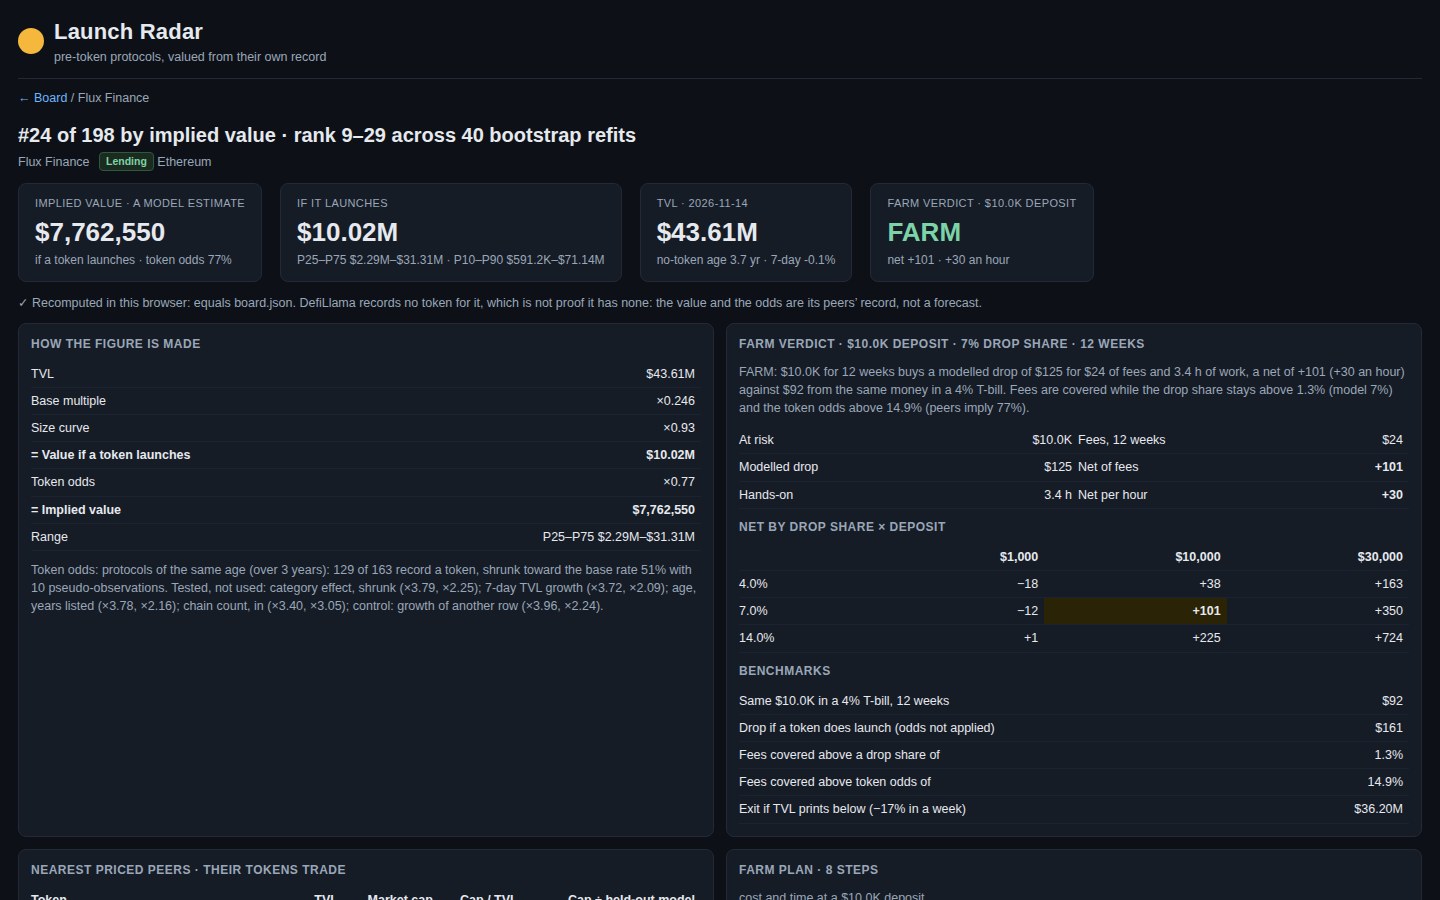 Launch Radar
pre-token protocols, valued from their own record
← Board / Flux Finance
#24 of 198 by implied value · rank 9–29 across 40 bootstrap refits
Flux Finance Lending Ethereum
IMPLIED VALUE · A MODEL ESTIMATE
$7,762,550
if a token launches · token odds 77%
IF IT LAUNCHES
$10.02M
P25–P75 $2.29M–$31.31M · P10–P90 $591.2K–$71.14M
TVL · 2026-11-14
$43.61M
no-token age 3.7 yr · 7-day -0.1%
FARM VERDICT · $10.0K DEPOSIT
FARM
net +101 · +30 an hour
✓ Recomputed in this browser: equals board.json. DefiLlama records no token for it, which is not proof it has none: the value and the odds are its peers’ record, not a forecast.
HOW THE FIGURE IS MADE
TVL $43.61M
Base multiple ×0.246
Size curve ×0.93
= Value if a token launches $10.02M
Token odds ×0.77
= Implied value $7,762,550
Range P25–P75 $2.29M–$31.31M
Token odds: protocols of the same age (over 3 years): 129 of 163 record a token, shrunk toward the base rate 51% with
10 pseudo-observations. Tested, not used: category effect, shrunk (×3.79, ×2.25); 7-day TVL growth (×3.72, ×2.09); age,
years listed (×3.78, ×2.16); chain count, in (×3.40, ×3.05); control: growth of another row (×3.96, ×2.24).
FARM VERDICT · $10.0K DEPOSIT · 7% DROP SHARE · 12 WEEKS
FARM: $10.0K for 12 weeks buys a modelled drop of $125 for $24 of fees and 3.4 h of work, a net of +101 (+30 an hour)
against $92 from the same money in a 4% T-bill. Fees are covered while the drop share stays above 1.3% (model 7%)
and the token odds above 14.9% (peers imply 77%).
At risk $10.0K Fees, 12 weeks $24
Modelled drop $125 Net of fees +101
Hands-on 3.4 h Net per hour +30
NET BY DROP SHARE × DEPOSIT
$1,000 $10,000 $30,000
4.0% −18 +38 +163
7.0% −12 +101 +350
14.0% +1 +225 +724
BENCHMARKS
Same $10.0K in a 4% T-bill, 12 weeks $92
Drop if a token does launch (odds not applied) $161
Fees covered above a drop share of 1.3%
Fees covered above token odds of 14.9%
Exit if TVL prints below (−17% in a week) $36.20M
NEAREST PRICED PEERS · THEIR TOKENS TRADE
Token TVL Market cap Cap / TVL Cap ÷ held-out model
FARM PLAN · 8 STEPS
cost and time at a $10.0K deposit